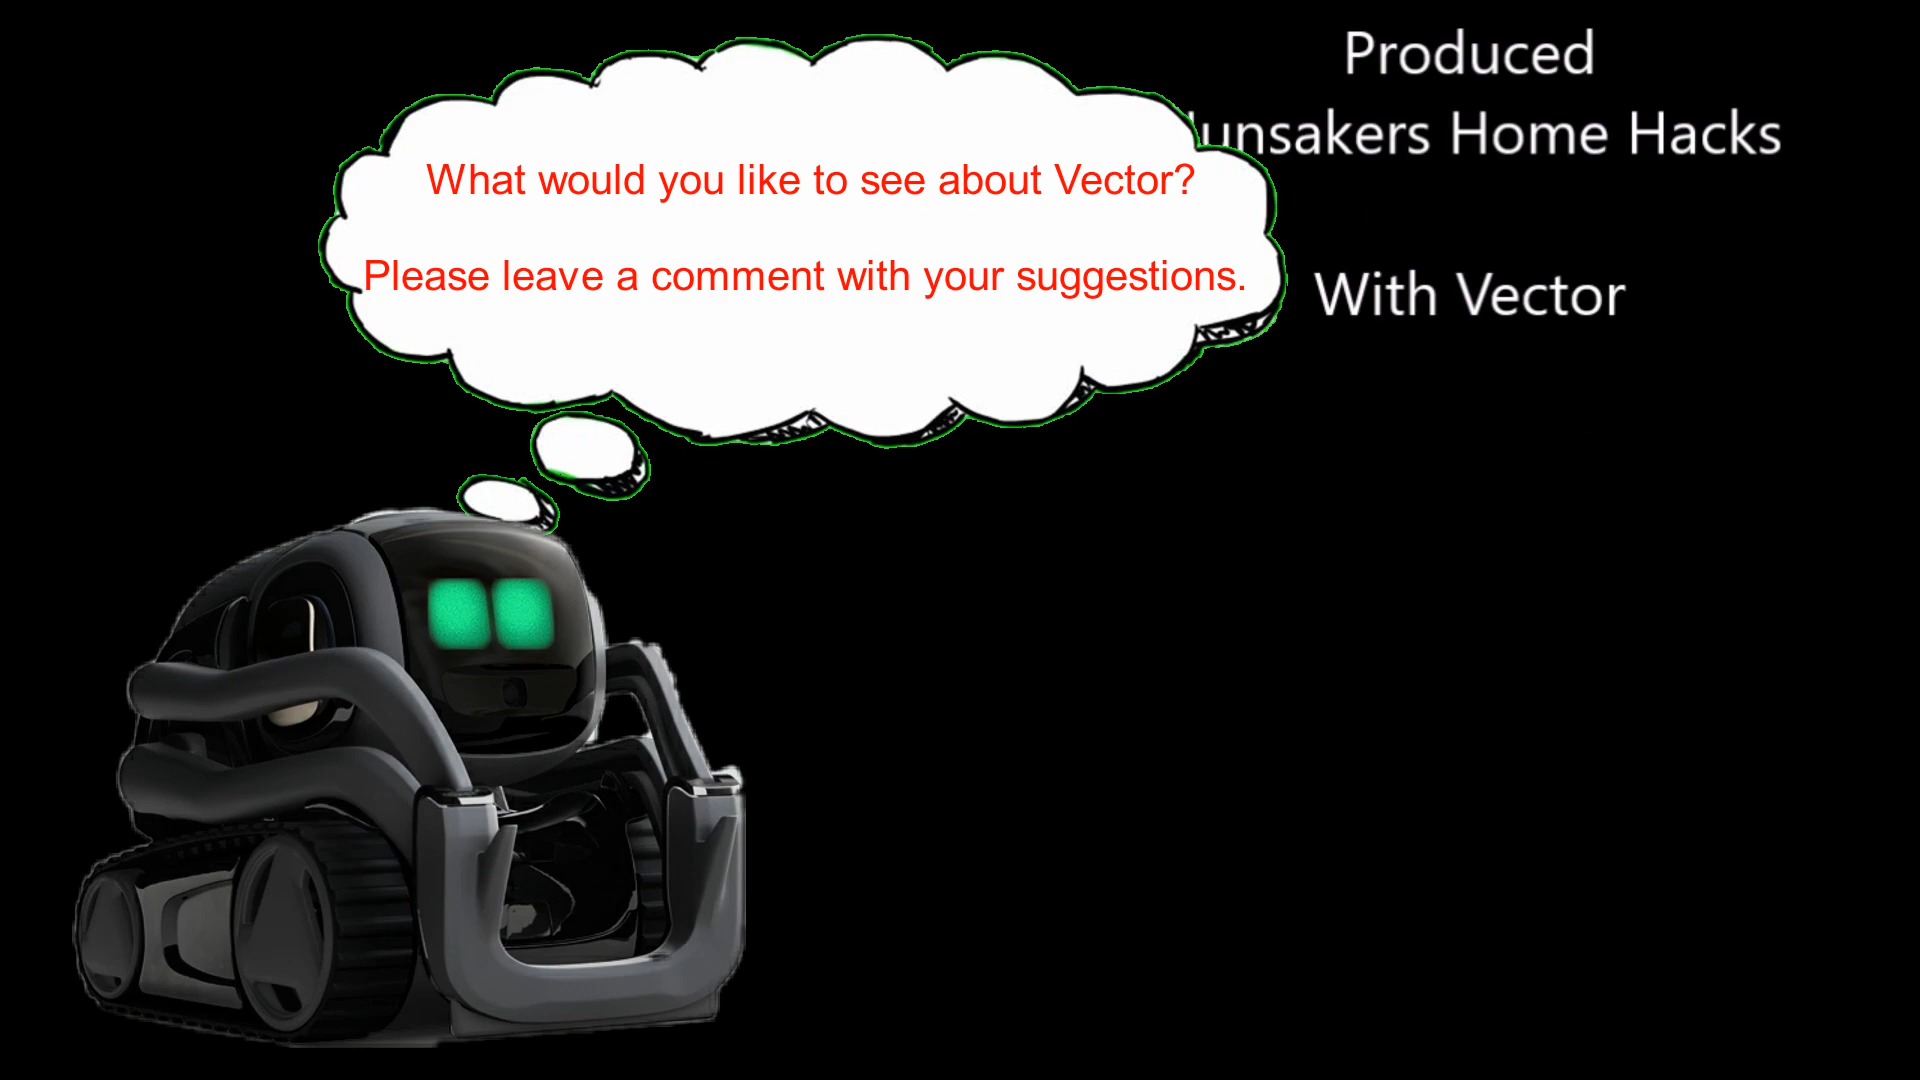 What would you like to see about Vector?
Please leave a comment with your suggestions.
Produced
Home Hacks
With Vector